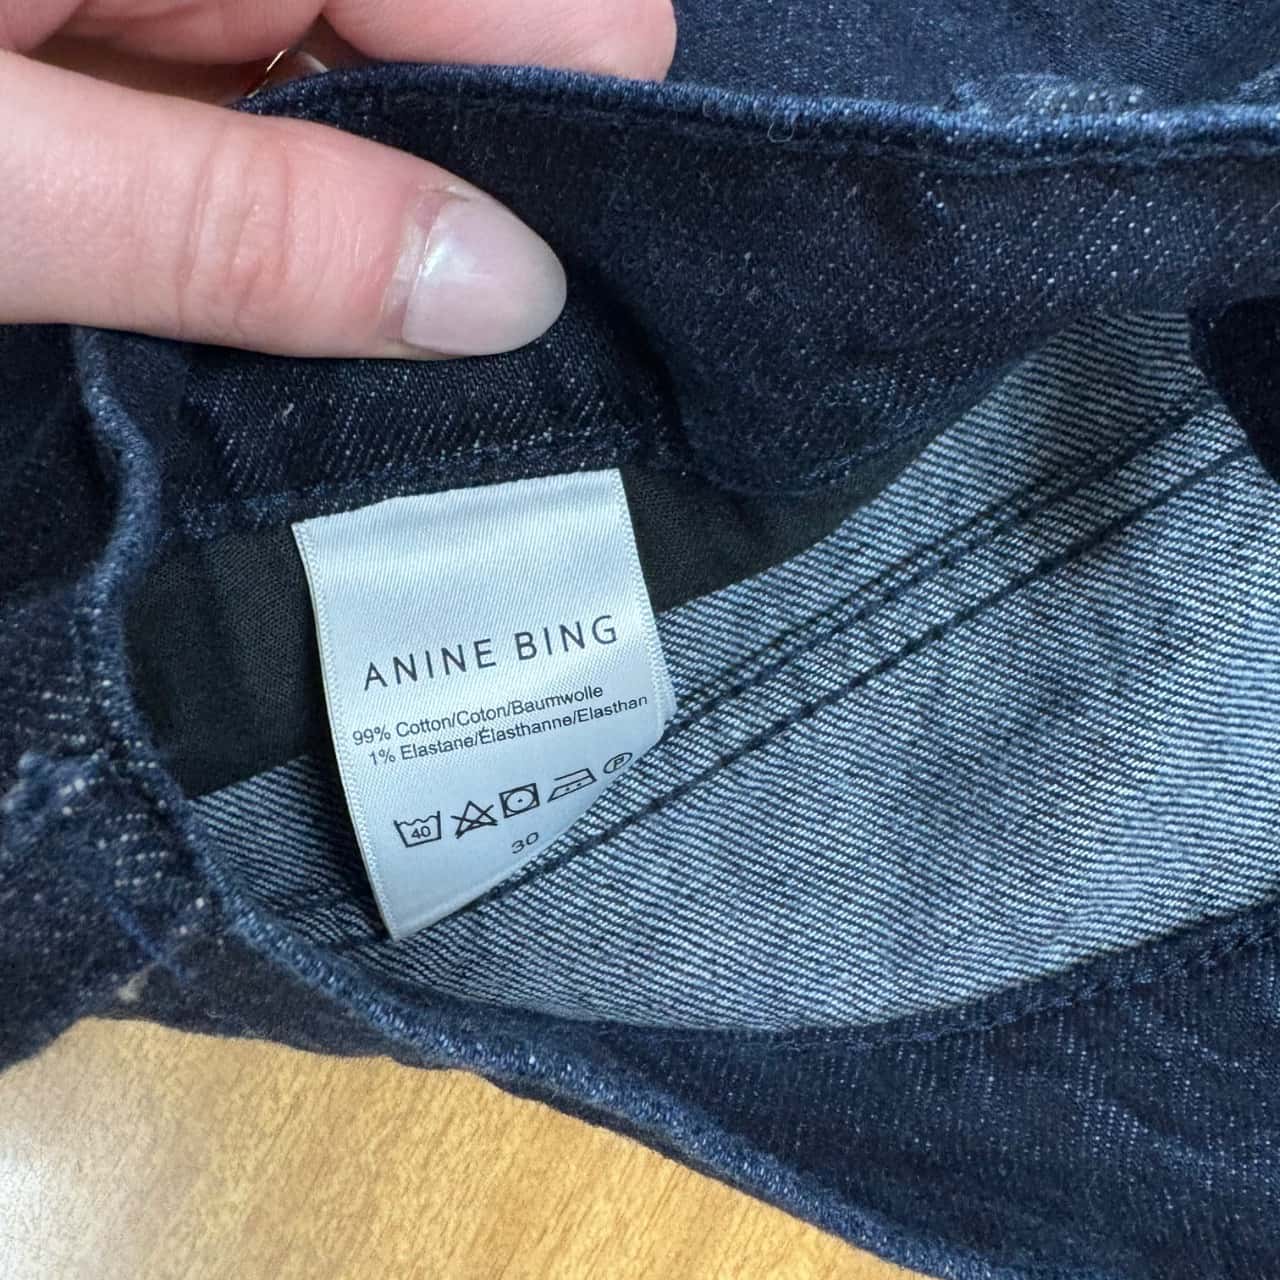 ANINE BING
99% Cotton/Coton/Baumwolle
1% Elastane/Élasthanne/Elasthan
40 P
30